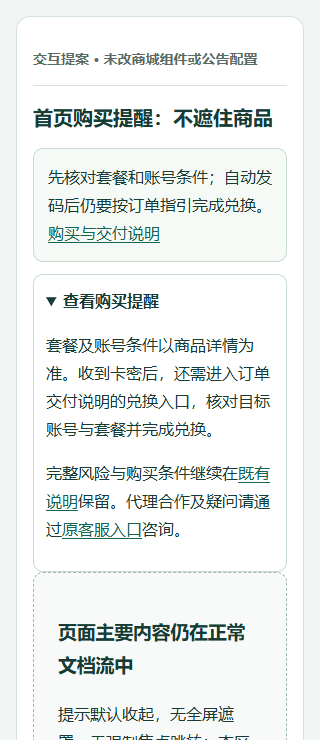 交互提案 • 未改商城组件或公告配置
首页购买提醒：不遮住商品
先核对套餐和账号条件；自动发
码后仍要按订单指引完成兑换。
购买与交付说明
▼ 查看购买提醒
套餐及账号条件以商品详情为
准。收到卡密后，还需进入订单
交付说明的兑换入口，核对目标
账号与套餐并完成兑换。
完整风险与购买条件继续在既有
说明保留。代理合作及疑问请通
过原客服入口咨询。
页面主要内容仍在正常
文档流中
提示默认收起，无全屏遮